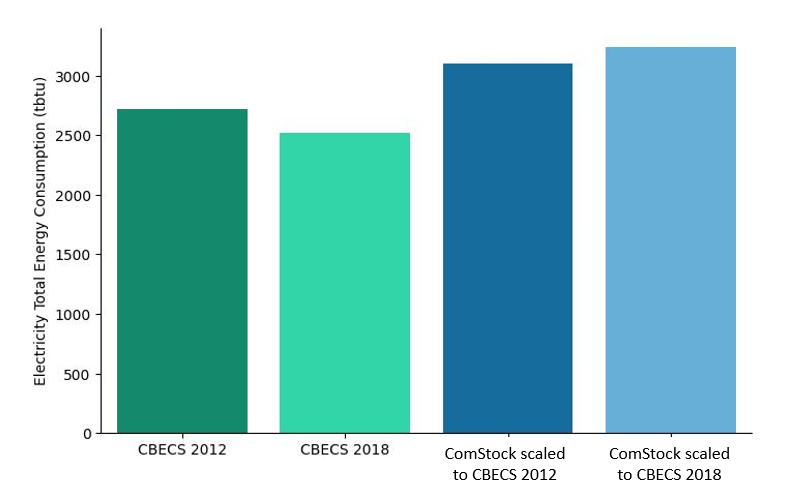 Electricity Total Energy Consumption (tbtu)
3000
2500
2000
1500
1000
500
0
CBECS 2012
CBECS 2018
ComStock scaled
to CBECS 2012
ComStock scaled
to CBECS 2018